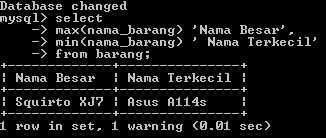 Database changed
mysql> select
    -> max(nama_barang) 'Nama Besar',
    -> min(nama_barang) ' Nama Terkecil'
    -> from barang;
+-------------+---------------+
| Nama Besar  | Nama Terkecil |
+-------------+---------------+
| Squirto XJ7 | Asus A114s    |
+-------------+---------------+
1 row in set, 1 warning (0.01 sec)